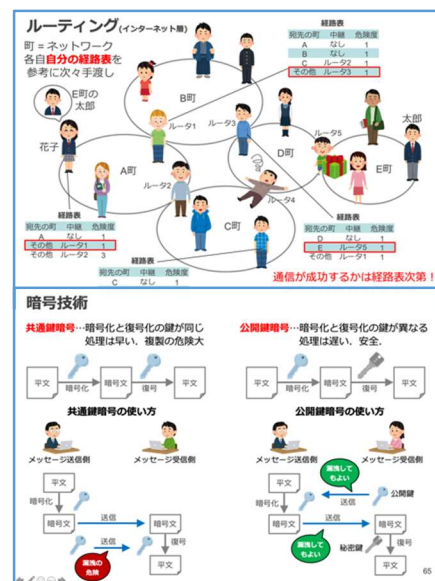 ルーティング(インターネット層)
町 = ネットワーク
各自自分の経路表を
参考に次々手渡し
E町の
太郎
花子
経路表
宛先の町 中継 危険度
A なし 1
B なし 1
C ルータ2 1
その他 ルータ3 1
B町
ルータ1
ルータ3
A町
ルータ2
D町
ルータ5
太郎
E町
ルータ4
C町
経路表
宛先の町 中継 危険度
A なし 1
その他 ルータ1 1
その他 ルータ2 3
経路表
宛先の町 中継 危険度
C なし 1
経路表
宛先の町 中継 危険度
D なし 1
E ルータ5 1
その他 ルータ1 1
通信が成功するかは経路表次第!
暗号技術
共通鍵暗号…暗号化と復号化の鍵が同じ
処理は早い、複製の危険大
平文
暗号化
暗号文
復号
平文
共通鍵暗号の使い方
メッセージ送信側
メッセージ受信側
平文
暗号化
暗号文
送信
暗号文
送信
復号
漏洩の
危険
平文
公開鍵暗号…暗号化と復号化の鍵が異なる
処理は遅い、安全.
平文
暗号化
暗号文
復号
平文
公開鍵暗号の使い方
メッセージ送信側
メッセージ受信側
漏洩して
もよい
平文
公開鍵
暗号化
送信
暗号文
送信
暗号文
漏洩して
もよい
秘密鍵
復号
平文
65